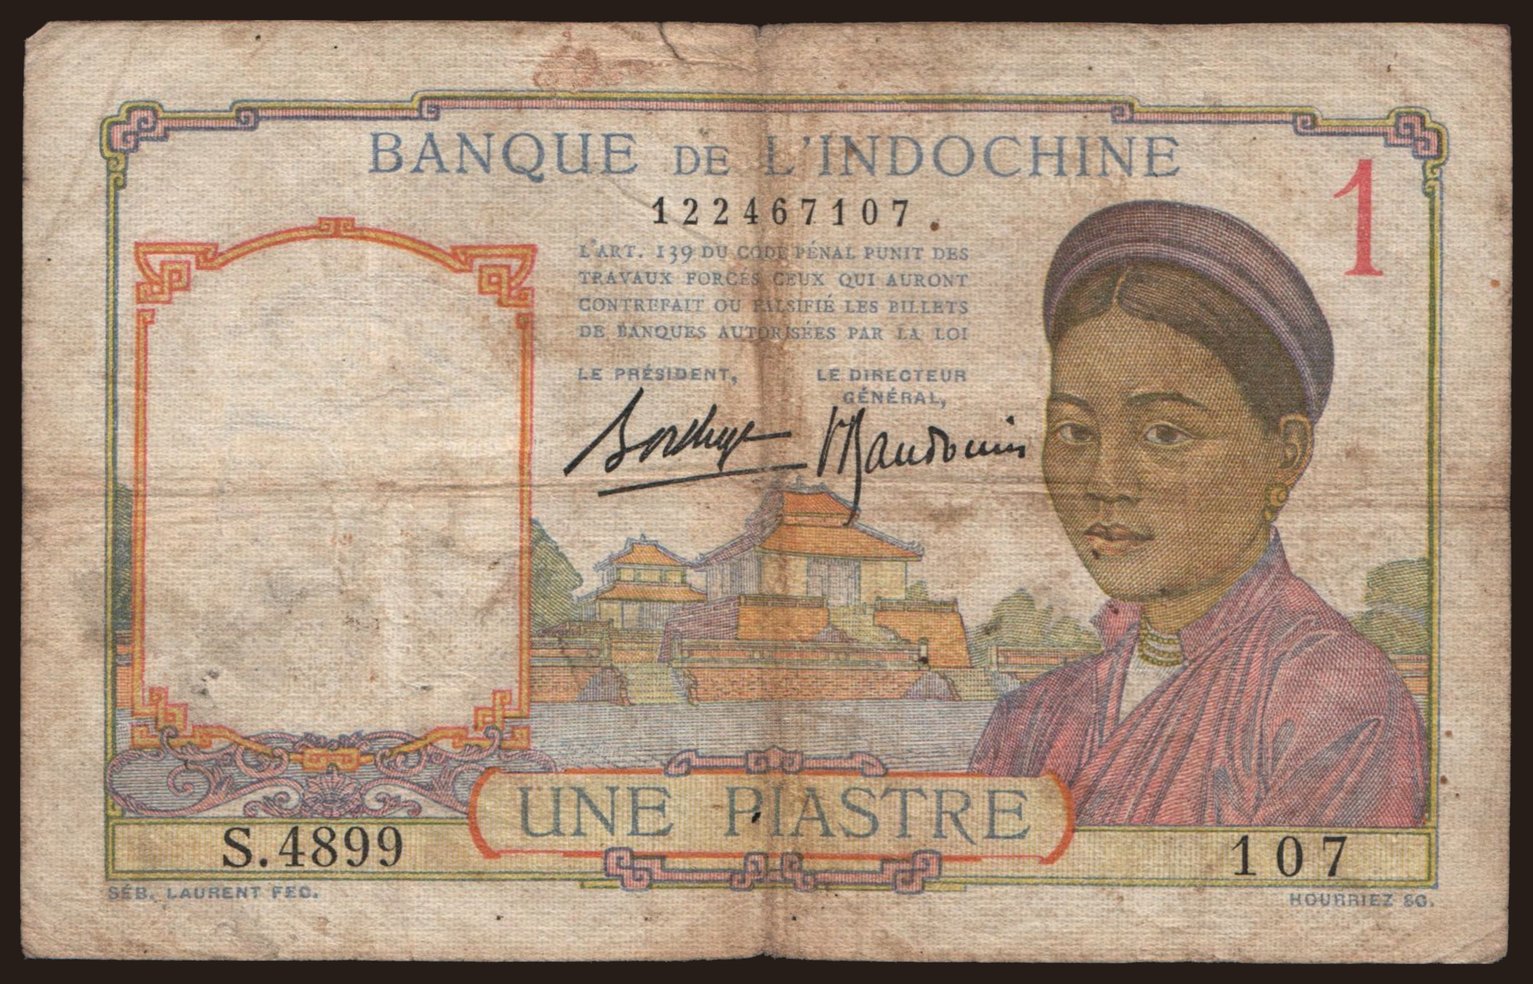 BANQUE DE L'INDOCHINE
1
122467107
L'ART. 139 DU CODE PÉNAL PUNIT DES
TRAVAUX FORCÉS CEUX QUI AURONT
CONTREFAIT OU FALSIFIÉ LES BILLETS
DE BANQUES AUTORISÉES PAR LA LOI
LE PRÉSIDENT,
LE DIRECTEUR
GÉNÉRAL,
Baudouin
UNE PIASTRE
S.4899
107
SÉB. LAURENT FEC.
HOURRIEZ SC.